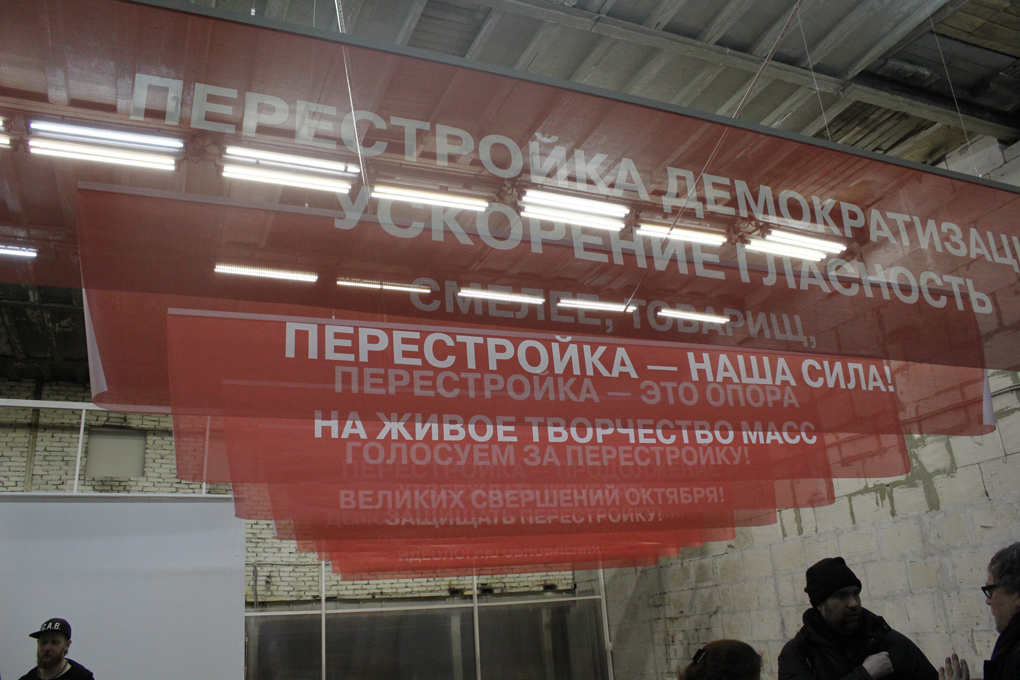 ПЕРЕСТРОЙКА ДЕМОКРАТИЗАЦ
УСКОРЕНИЕ ГЛАСНОСТЬ
СМЕЛЕЕ, ТОВАРИЩ,
ПЕРЕСТРОЙКА — НАША СИЛА!
ПЕРЕСТРОЙКА — ЭТО ОПОРА
НА ЖИВОЕ ТВОРЧЕСТВО МАСС
ГОЛОСУЕМ ЗА ПЕРЕСТРОЙКУ!
ВЕЛИКИХ СВЕРШЕНИЙ ОКТЯБРЯ!
ЗАЩИЩАТЬ ПЕРЕСТРОЙКУ!
.C.A.B.